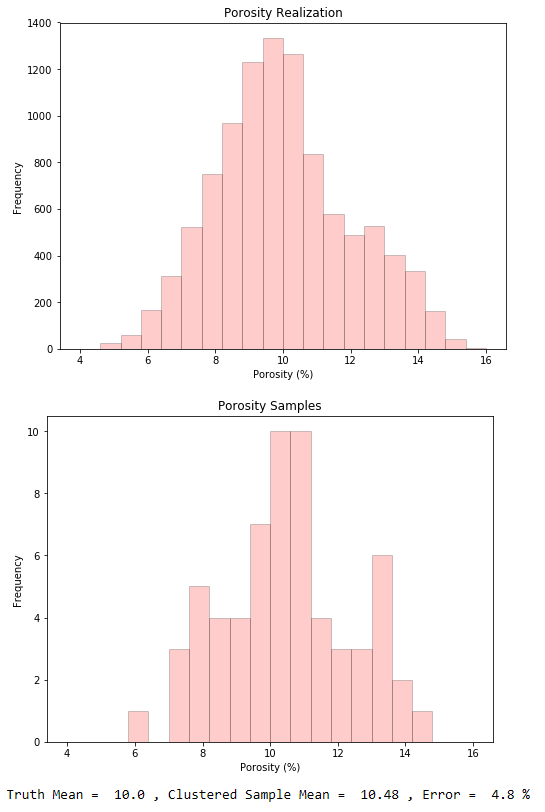 Porosity Realization
1400
1200
1000
800
600
400
200
0
Frequency
4 6 8 10 12 14 16
Porosity (%)
Porosity Samples
10
8
6
4
2
0
Frequency
4 6 8 10 12 14 16
Porosity (%)
Truth Mean =  10.0 , Clustered Sample Mean =  10.48 , Error =  4.8 %